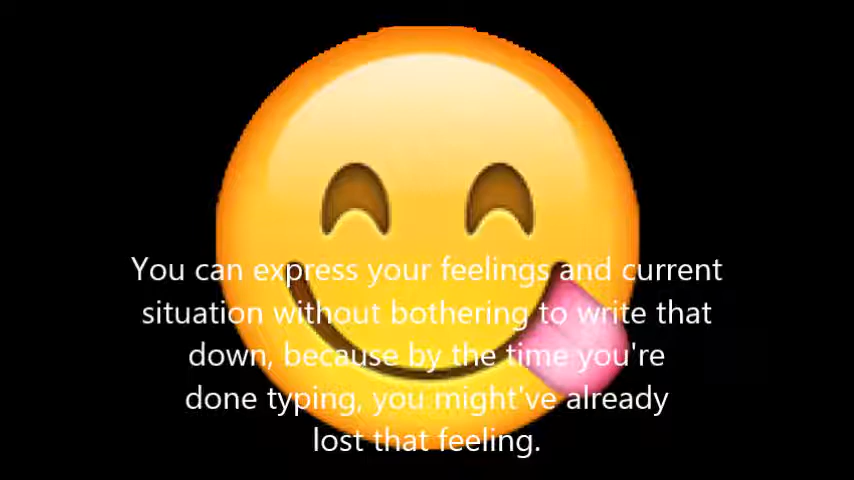 You can express your feelings and current
situation without bothering to write that
down, because by the time you're
done typing, you might've already
lost that feeling.